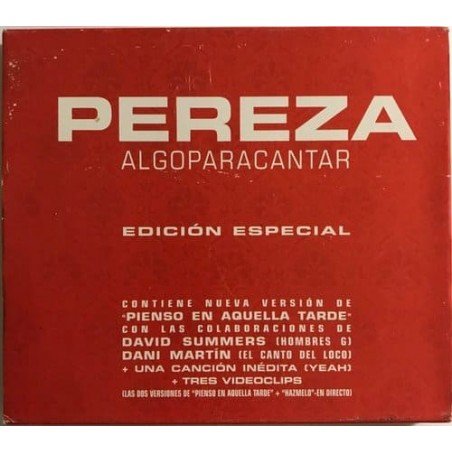 PEREZA
ALGOPARACANTAR
EDICIÓN ESPECIAL
CONTIENE NUEVA VERSIÓN DE
"PIENSO EN AQUELLA TARDE"
CON LAS COLABORACIONES DE
DAVID SUMMERS (HOMBRES G)
DANI MARTÍN (EL CANTO DEL LOCO)
+ UNA CANCIÓN INÉDITA (YEAH)
+ TRES VIDEOCLIPS
(LAS DOS VERSIONES DE "PIENSO EN AQUELLA TARDE" + "HAZMELO"-EN DIRECTO)